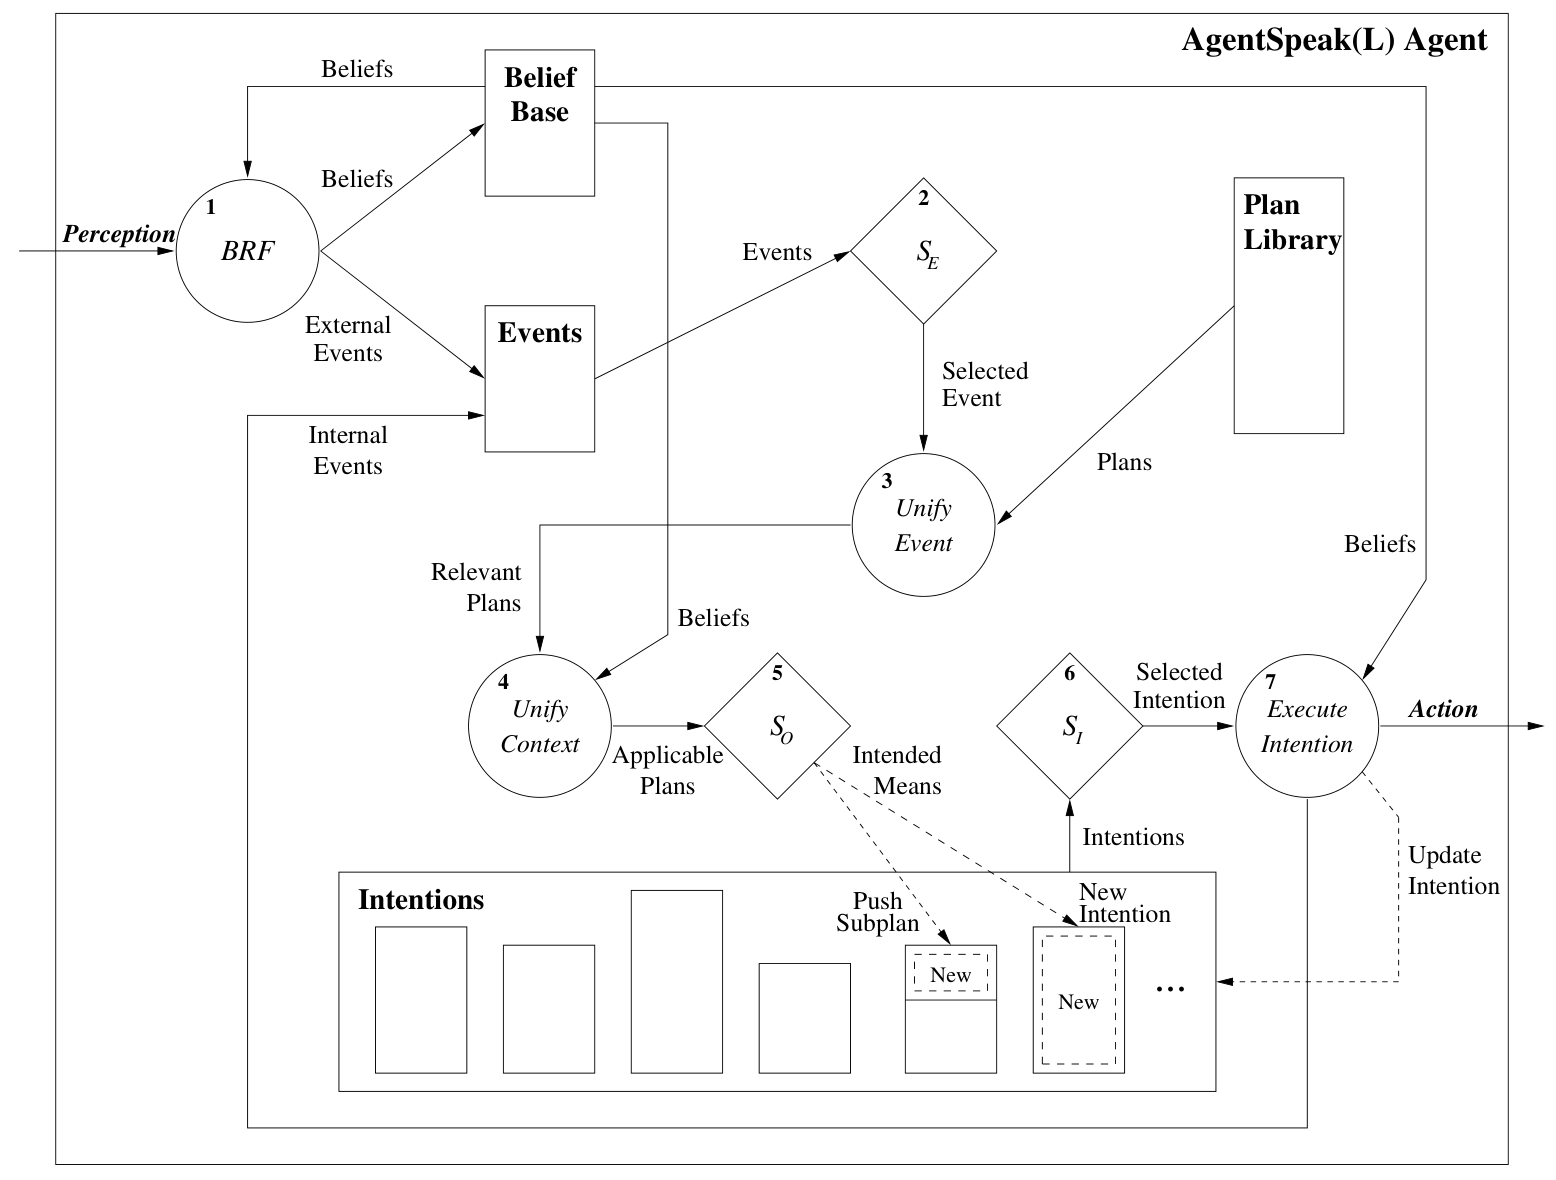 AgentSpeak(L) Agent
Beliefs
Belief
Base
Beliefs
1
BRF
Perception
2
S_E
Plan
Library
Events
External
Events
Events
Selected
Event
Internal
Events
Plans
3
Unify
Event
Beliefs
Relevant
Plans
Beliefs
4
Unify
Context
5
S_O
6
S_I
Selected
Intention
7
Execute
Intention
Action
Applicable
Plans
Intended
Means
Intentions
Update
Intention
Intentions
Push
Subplan
New
Intention
New
New
...